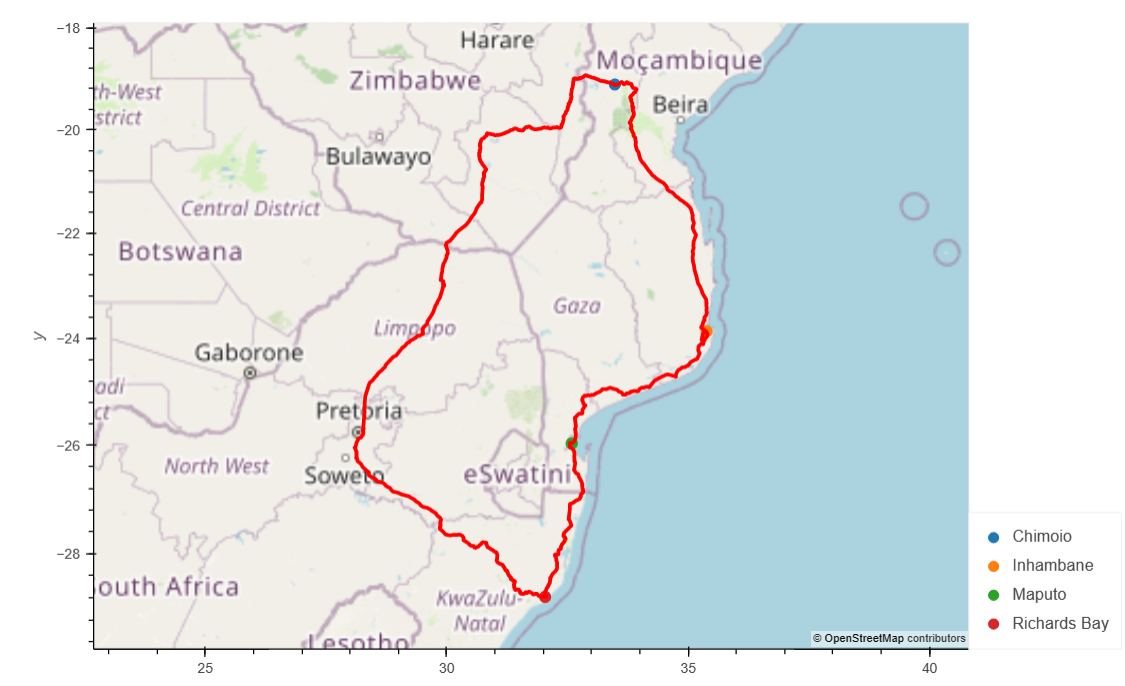 −18
−20
−22
−24
−26
−28
y
25
30
35
40
Harare
Moçambique
Zimbabwe
th-West
strict
Beira
Bulawayo
Central District
Botswana
Gaza
Limpopo
Gaborone
adi
ct
Pretoria
North West
Soweto
eSwatini
South Africa
KwaZulu-
Natal
Lesotho
© OpenStreetMap contributors
Chimoio
Inhambane
Maputo
Richards Bay